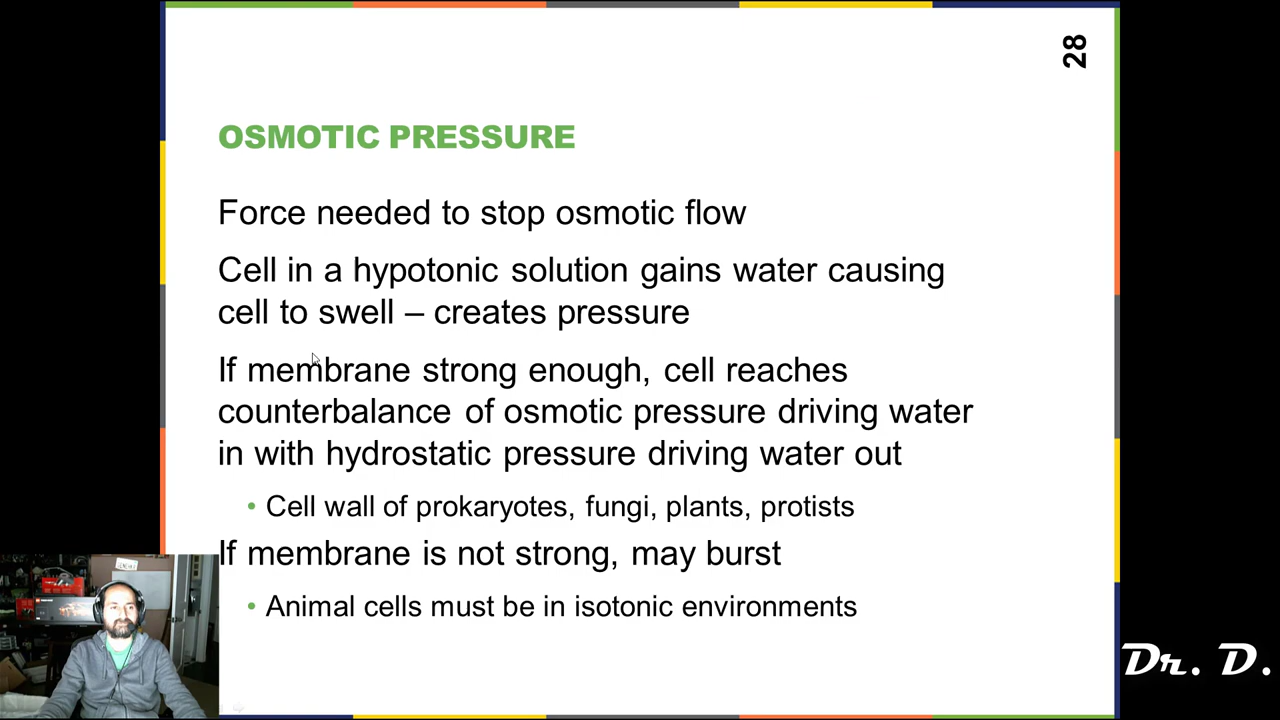 28
OSMOTIC PRESSURE
Force needed to stop osmotic flow
Cell in a hypotonic solution gains water causing
cell to swell – creates pressure
If membrane strong enough, cell reaches
counterbalance of osmotic pressure driving water
in with hydrostatic pressure driving water out
• Cell wall of prokaryotes, fungi, plants, protists
If membrane is not strong, may burst
• Animal cells must be in isotonic environments
Dr. D.